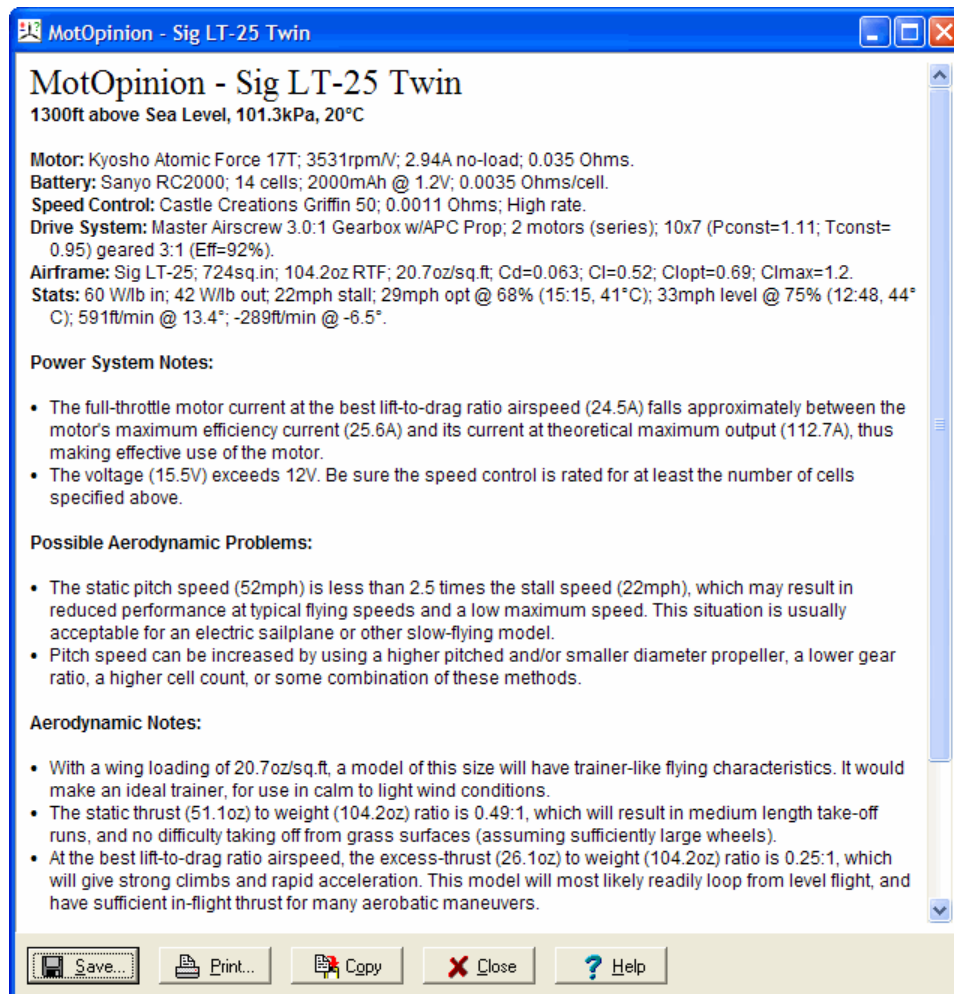 MotOpinion - Sig LT-25 Twin
MotOpinion - Sig LT-25 Twin
1300ft above Sea Level, 101.3kPa, 20°C
Motor: Kyosho Atomic Force 17T; 3531rpm/V; 2.94A no-load; 0.035 Ohms.
Battery: Sanyo RC2000; 14 cells; 2000mAh @ 1.2V; 0.0035 Ohms/cell.
Speed Control: Castle Creations Griffin 50; 0.0011 Ohms; High rate.
Drive System: Master Airscrew 3.0:1 Gearbox w/APC Prop; 2 motors (series); 10x7 (Pconst=1.11; Tconst=
0.95) geared 3:1 (Eff=92%).
Airframe: Sig LT-25; 724sq.in; 104.2oz RTF; 20.7oz/sq.ft; Cd=0.063; Cl=0.52; Clopt=0.69; Clmax=1.2.
Stats: 60 W/lb in; 42 W/lb out; 22mph stall; 29mph opt @ 68% (15:15, 41°C); 33mph level @ 75% (12:48, 44°
C); 591ft/min @ 13.4°; -289ft/min @ -6.5°.
Power System Notes:
• The full-throttle motor current at the best lift-to-drag ratio airspeed (24.5A) falls approximately between the
motor's maximum efficiency current (25.6A) and its current at theoretical maximum output (112.7A), thus
making effective use of the motor.
• The voltage (15.5V) exceeds 12V. Be sure the speed control is rated for at least the number of cells
specified above.
Possible Aerodynamic Problems:
• The static pitch speed (52mph) is less than 2.5 times the stall speed (22mph), which may result in
reduced performance at typical flying speeds and a low maximum speed. This situation is usually
acceptable for an electric sailplane or other slow-flying model.
• Pitch speed can be increased by using a higher pitched and/or smaller diameter propeller, a lower gear
ratio, a higher cell count, or some combination of these methods.
Aerodynamic Notes:
• With a wing loading of 20.7oz/sq.ft, a model of this size will have trainer-like flying characteristics. It would
make an ideal trainer, for use in calm to light wind conditions.
• The static thrust (51.1oz) to weight (104.2oz) ratio is 0.49:1, which will result in medium length take-off
runs, and no difficulty taking off from grass surfaces (assuming sufficiently large wheels).
• At the best lift-to-drag ratio airspeed, the excess-thrust (26.1oz) to weight (104.2oz) ratio is 0.25:1, which
will give strong climbs and rapid acceleration. This model will most likely readily loop from level flight, and
have sufficient in-flight thrust for many aerobatic maneuvers.
Save... Print... Copy Close Help